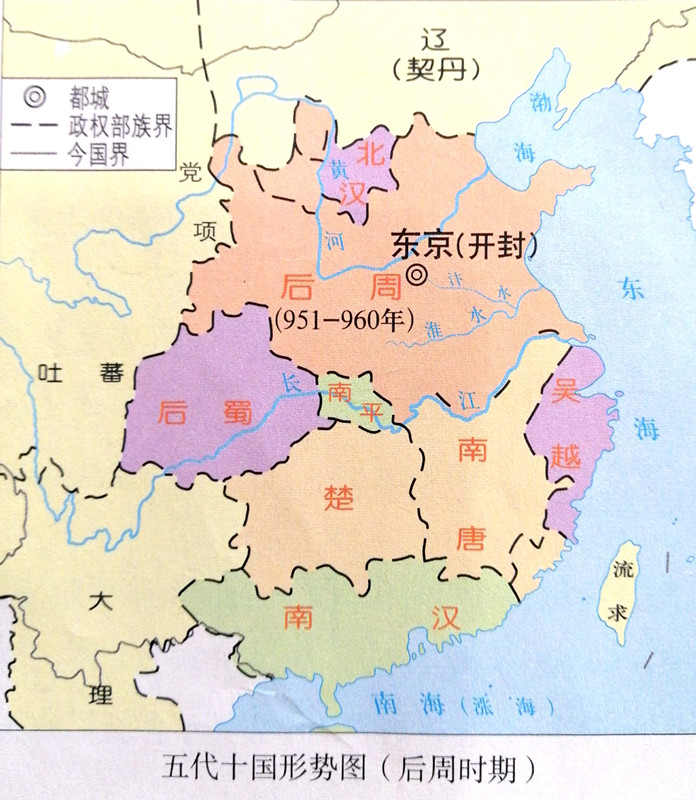 辽
(契丹)
都城
政权部族界
今国界
渤海
党项
北汉
黄河
东京(开封)
后周
(951-960年)
汴水
淮水
东海
吐蕃
后蜀
长江
南平
吴越
南唐
楚
流求
大理
南汉
南海(涨海)
五代十国形势图(后周时期)